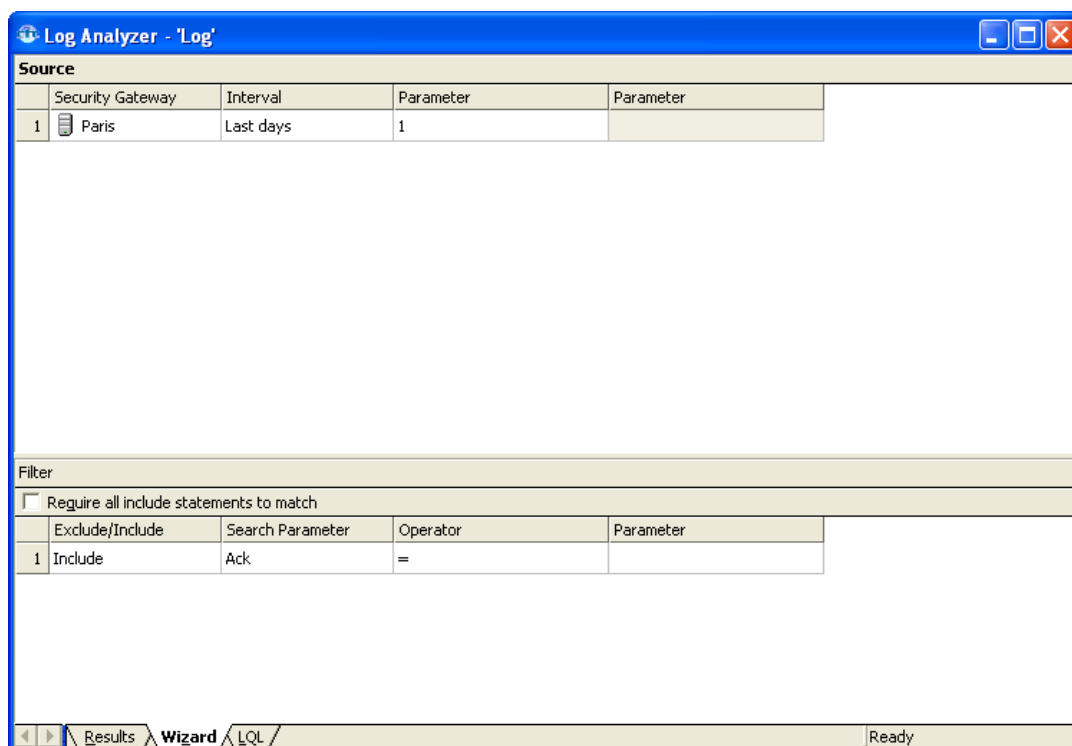 Log Analyzer - 'Log'
Source
Security Gateway Interval Parameter Parameter
1 Paris Last days 1
Filter
Require all include statements to match
Exclude/Include Search Parameter Operator Parameter
1 Include Ack =
Results Wizard LQL Ready